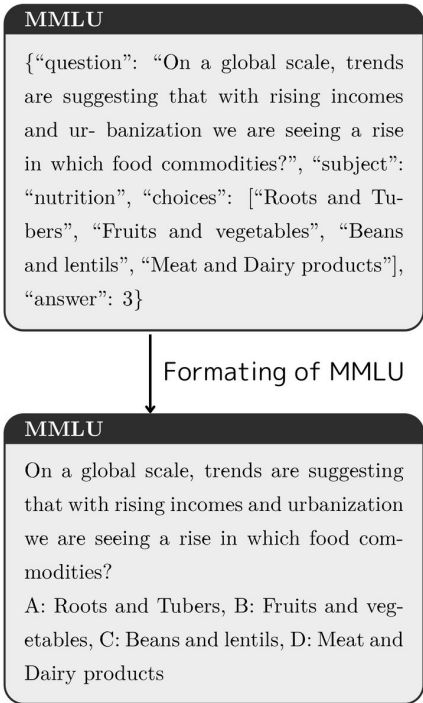 MMLU
{“question”: “On a global scale, trends
are suggesting that with rising incomes
and ur- banization we are seeing a rise
in which food commodities?”, “subject”:
“nutrition”, “choices”: [“Roots and Tu-
bers”, “Fruits and vegetables”, “Beans
and lentils”, “Meat and Dairy products”],
“answer”: 3}
Formating of MMLU
MMLU
On a global scale, trends are suggesting
that with rising incomes and urbanization
we are seeing a rise in which food com-
modities?
A: Roots and Tubers, B: Fruits and veg-
etables, C: Beans and lentils, D: Meat and
Dairy products